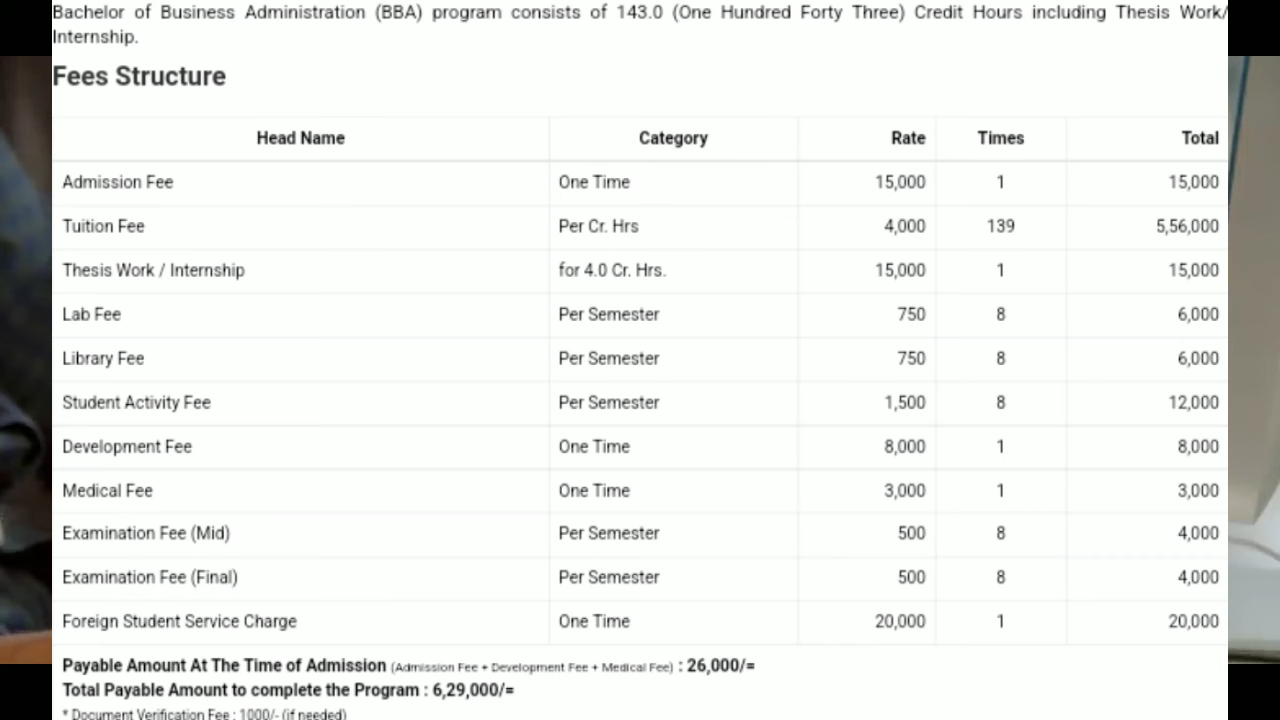 Bachelor of Business Administration (BBA) program consists of 143.0 (One Hundred Forty Three) Credit Hours including Thesis Work/
Internship.
Fees Structure
Head Name Category Rate Times Total
Admission Fee One Time 15,000 1 15,000
Tuition Fee Per Cr. Hrs 4,000 139 5,56,000
Thesis Work / Internship for 4.0 Cr. Hrs. 15,000 1 15,000
Lab Fee Per Semester 750 8 6,000
Library Fee Per Semester 750 8 6,000
Student Activity Fee Per Semester 1,500 8 12,000
Development Fee One Time 8,000 1 8,000
Medical Fee One Time 3,000 1 3,000
Examination Fee (Mid) Per Semester 500 8 4,000
Examination Fee (Final) Per Semester 500 8 4,000
Foreign Student Service Charge One Time 20,000 1 20,000
Payable Amount At The Time of Admission (Admission Fee + Development Fee + Medical Fee) : 26,000/=
Total Payable Amount to complete the Program : 6,29,000/=
* Document Verification Fee : 1000/- (if needed)